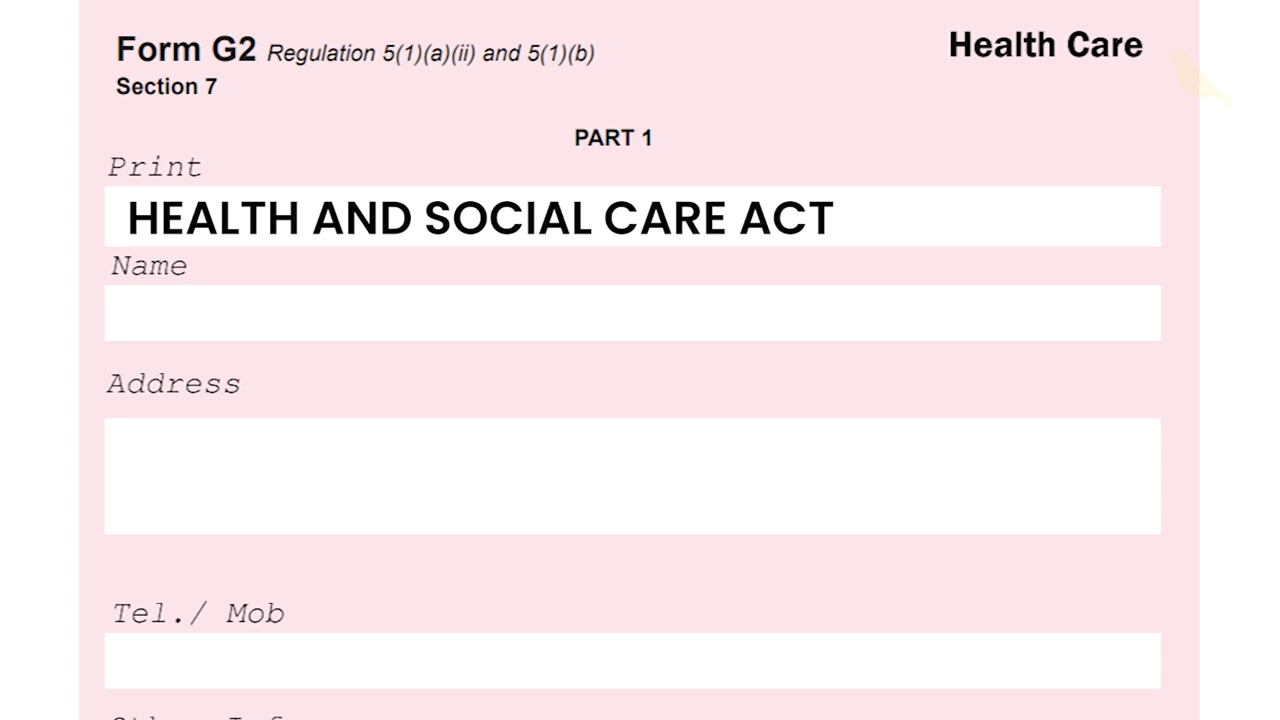 Form G2 Regulation 5(1)(a)(ii) and 5(1)(b)
Health Care
Section 7
PART 1
Print
HEALTH AND SOCIAL CARE ACT
Name
Address
Tel./ Mob